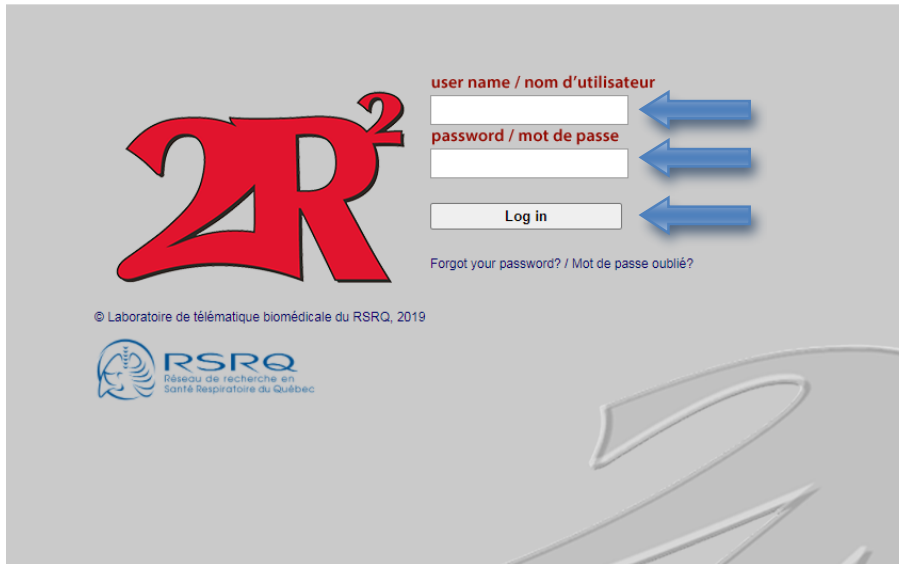 user name / nom d'utilisateur
2R²
password / mot de passe
Log in
Forgot your password? / Mot de passe oublié?
© Laboratoire de télématique biomédicale du RSRQ, 2019
RSRQ
Réseau de recherche en
Santé Respiratoire du Québec